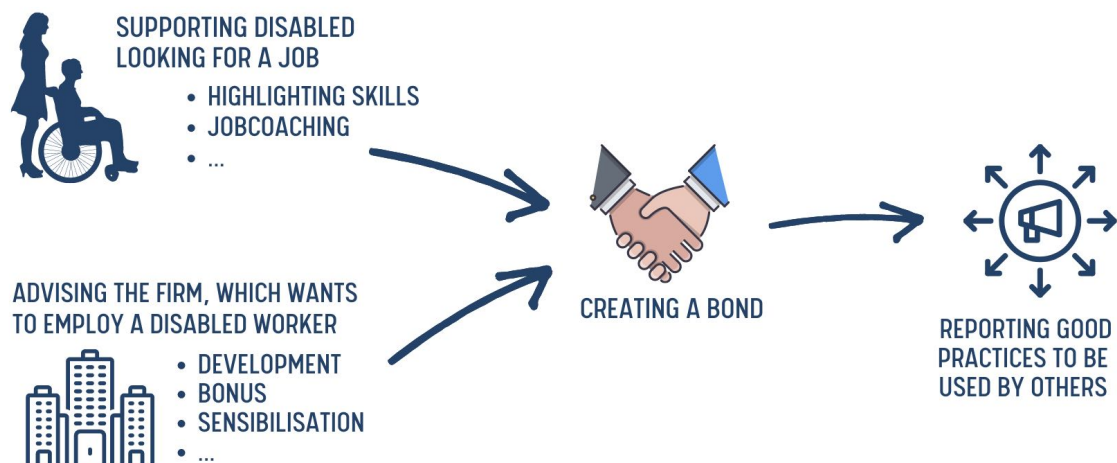 SUPPORTING DISABLED
LOOKING FOR A JOB
• HIGHLIGHTING SKILLS
• JOBCOACHING
• ...
ADVISING THE FIRM, WHICH WANTS
TO EMPLOY A DISABLED WORKER
• DEVELOPMENT
• BONUS
• SENSIBILISATION
• ...
CREATING A BOND
REPORTING GOOD
PRACTICES TO BE
USED BY OTHERS